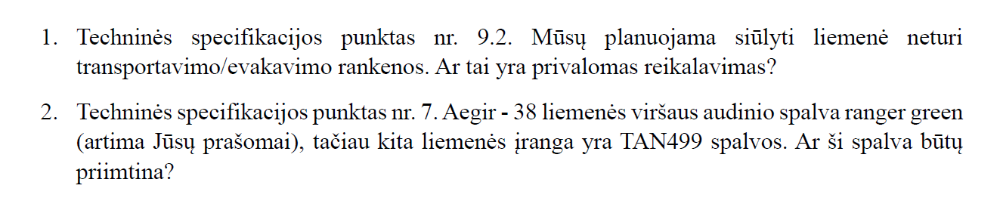 1. Techninės specifikacijos punktas nr. 9.2. Mūsų planuojama siūlyti liemenė neturi
transportavimo/evakavimo rankenos. Ar tai yra privalomas reikalavimas?
2. Techninės specifikacijos punktas nr. 7. Aegir - 38 liemenės viršaus audinio spalva ranger green
(artima Jūsų prašomai), tačiau kita liemenės įranga yra TAN499 spalvos. Ar ši spalva būtų
priimtina?